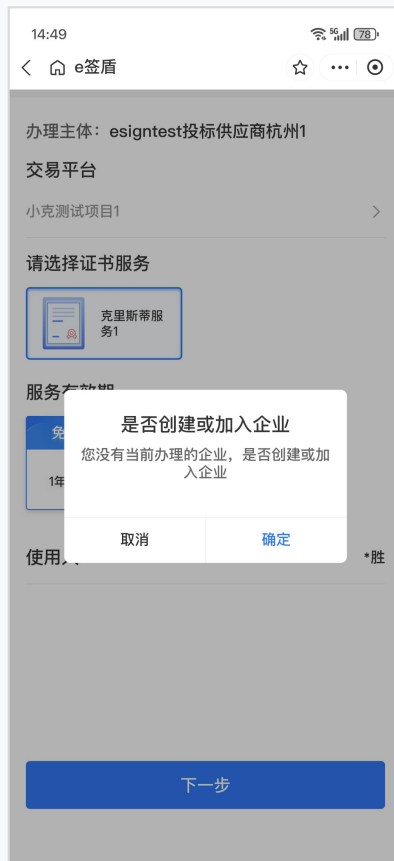 14:49
5G
78
e签盾
办理主体：esigntest投标供应商杭州1
交易平台
小克测试项目1
请选择证书服务
克里斯蒂服
务1
服务有效期
免
1年
是否创建或加入企业
您没有当前办理的企业，是否创建或加
入企业
取消
确定
使用人
*胜
下一步